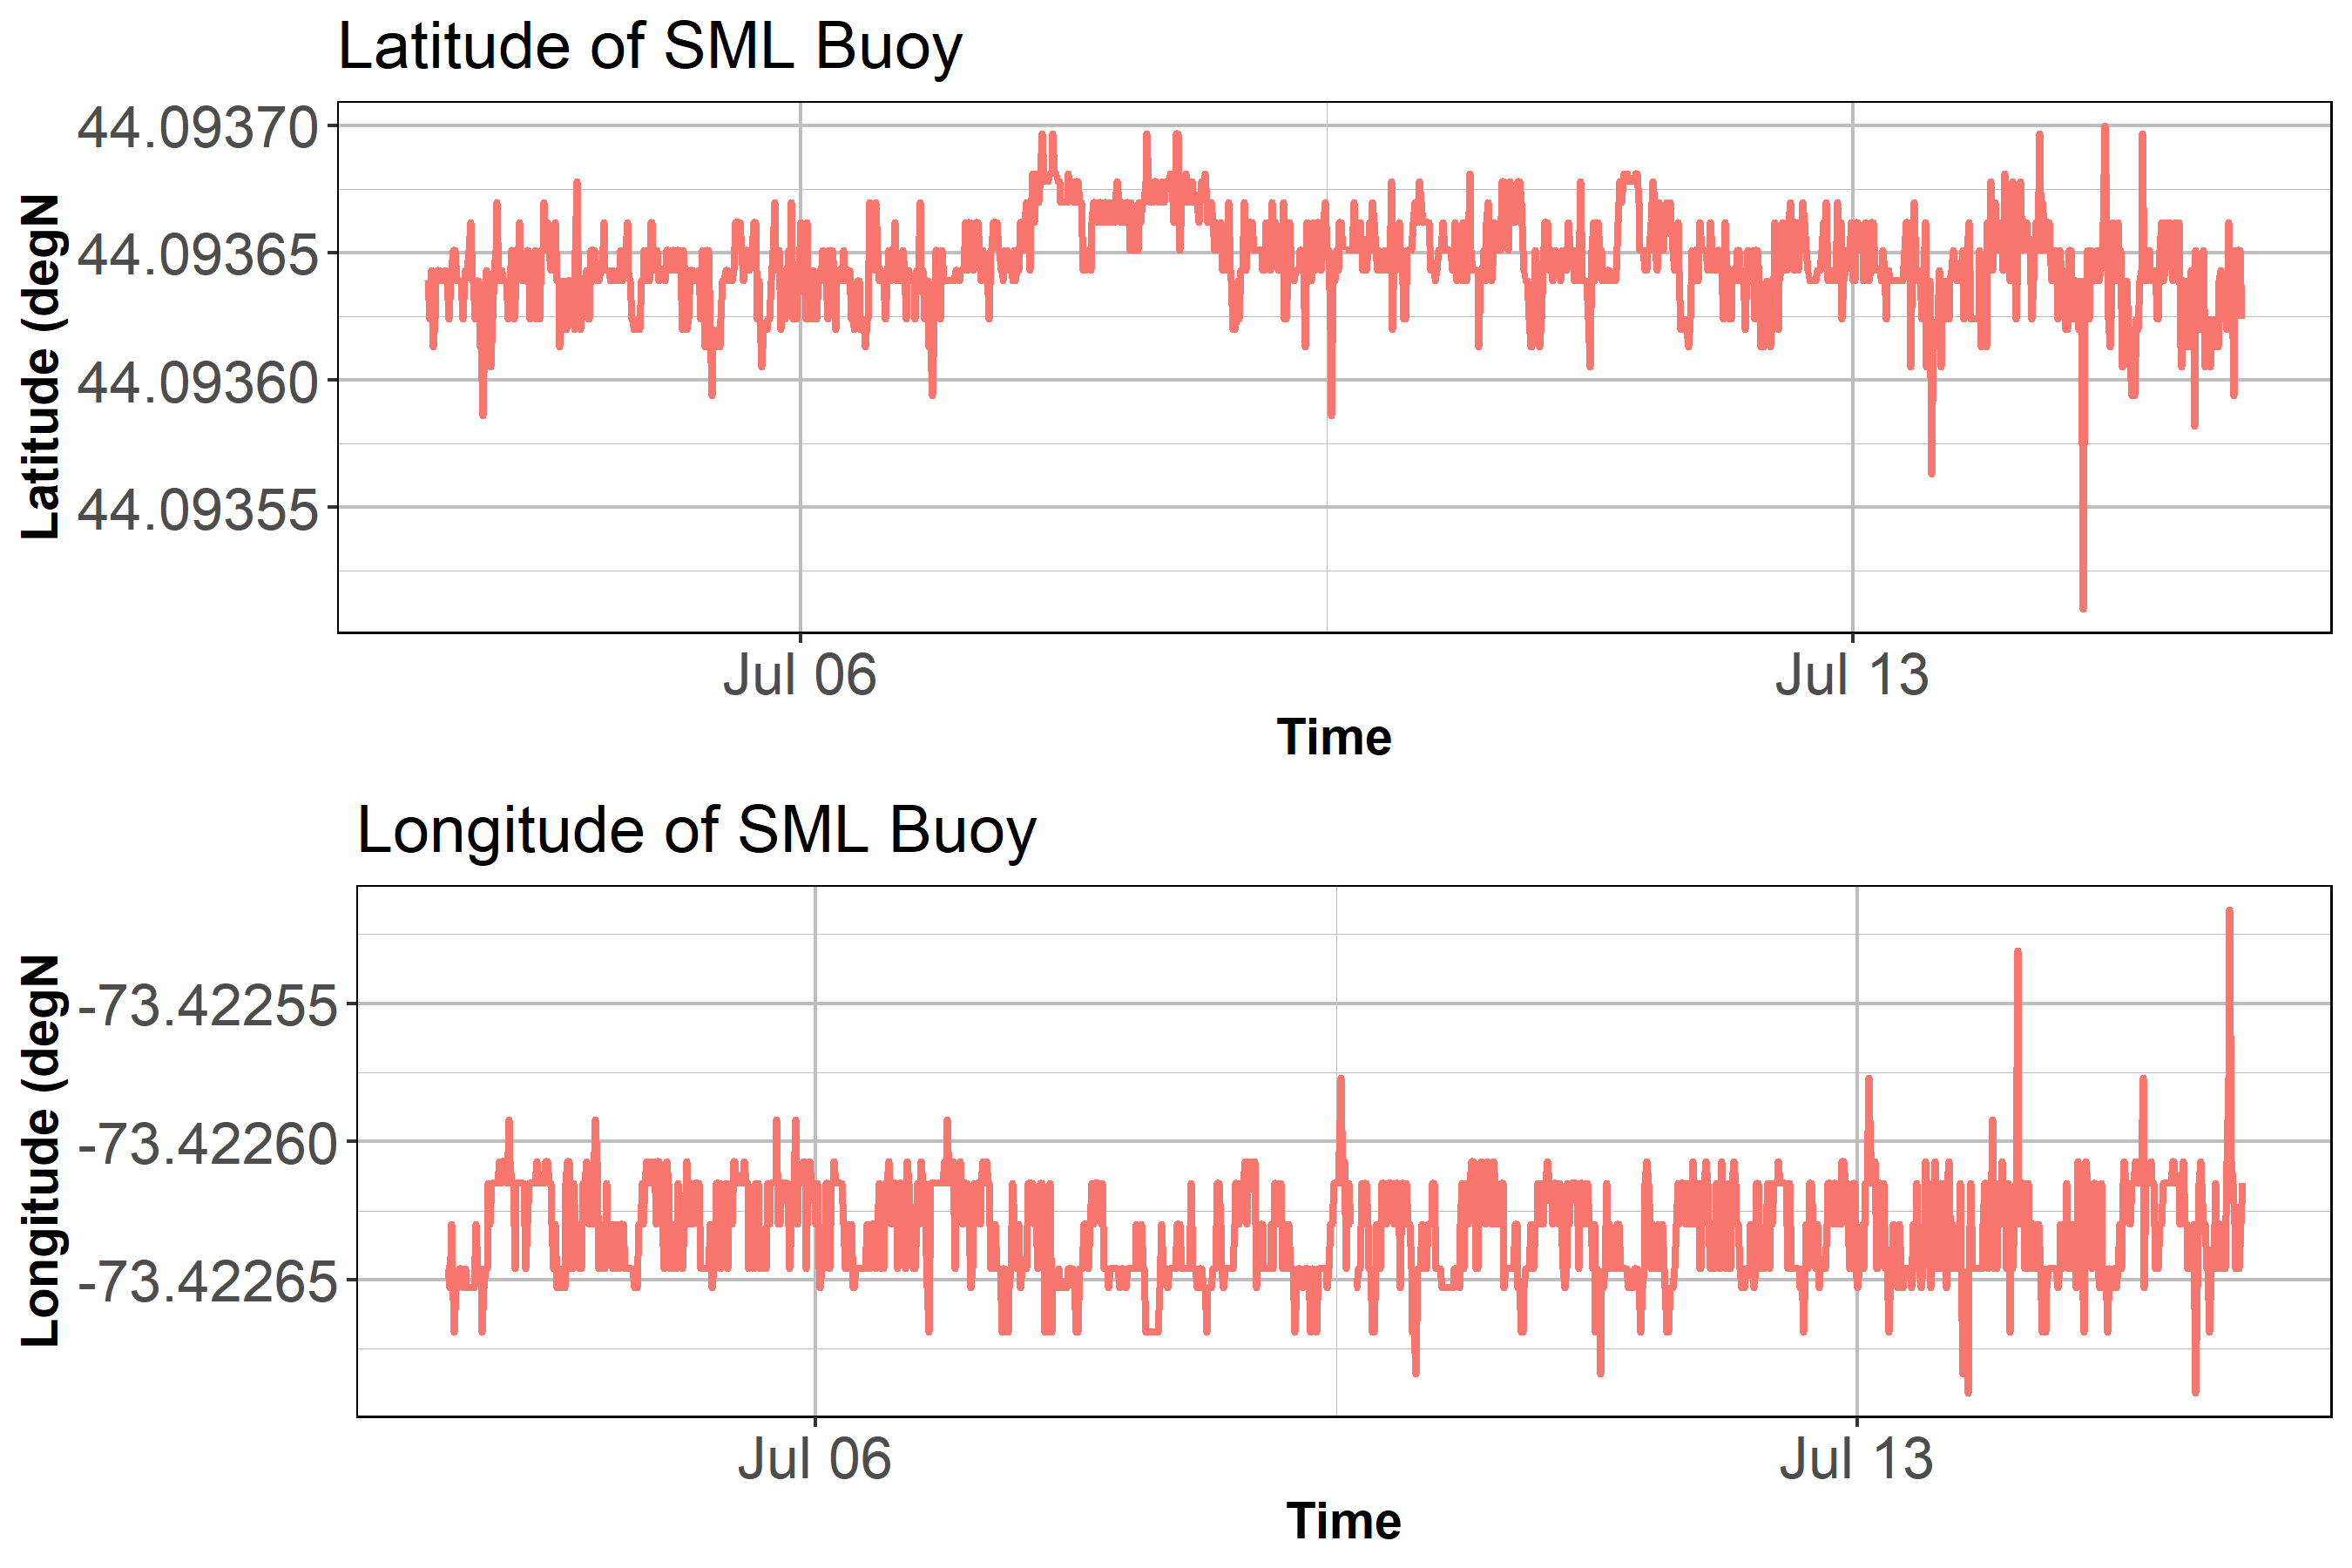 Latitude of SML Buoy
Latitude (degN
44.09370
44.09365
44.09360
44.09355
Jul 06
Jul 13
Time
Longitude of SML Buoy
Longitude (degN
-73.42255
-73.42260
-73.42265
Jul 06
Jul 13
Time